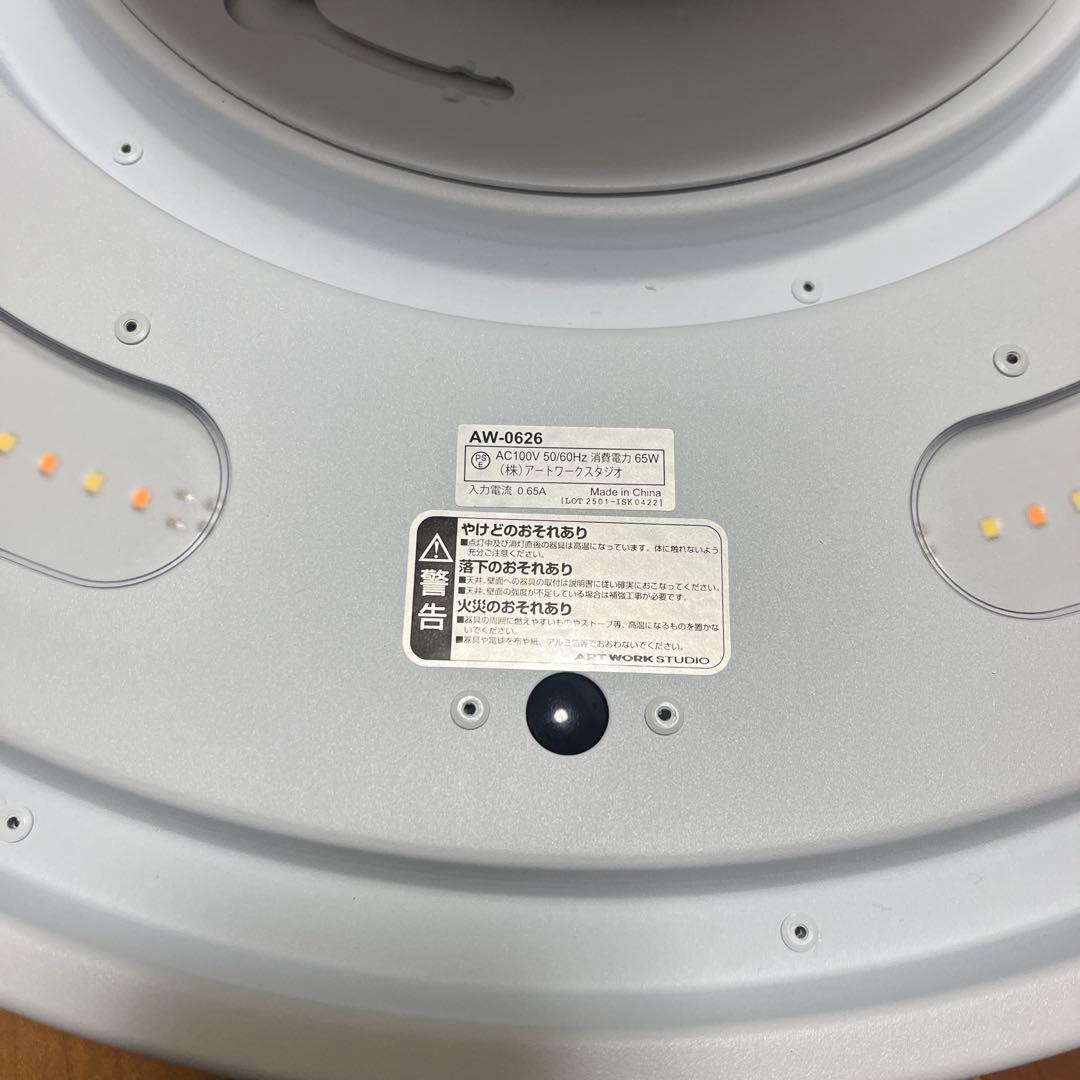 AW-0626
PS E AC100V 50/60Hz 消費電力 65W
(株)アートワークスタジオ
入力電流 0.65A Made in China
[LOT 2501-ISK0422]
警告
やけどのおそれあり
■点灯中及び消灯直後の器具は高温になっています。体に触れないよう
充分ご注意ください。
落下のおそれあり
■天井、壁面への器具の取付は説明書に従い確実におこなってください。
■天井、壁面の強度が不足している場合は補強工事が必要です。
火災のおそれあり
■器具の周囲に燃えやすいものやストーブ等、高温になるものを置かな
いでください。
■器具や電球を布や紙、アルミ箔等でおおわないでください。
ART WORK STUDIO